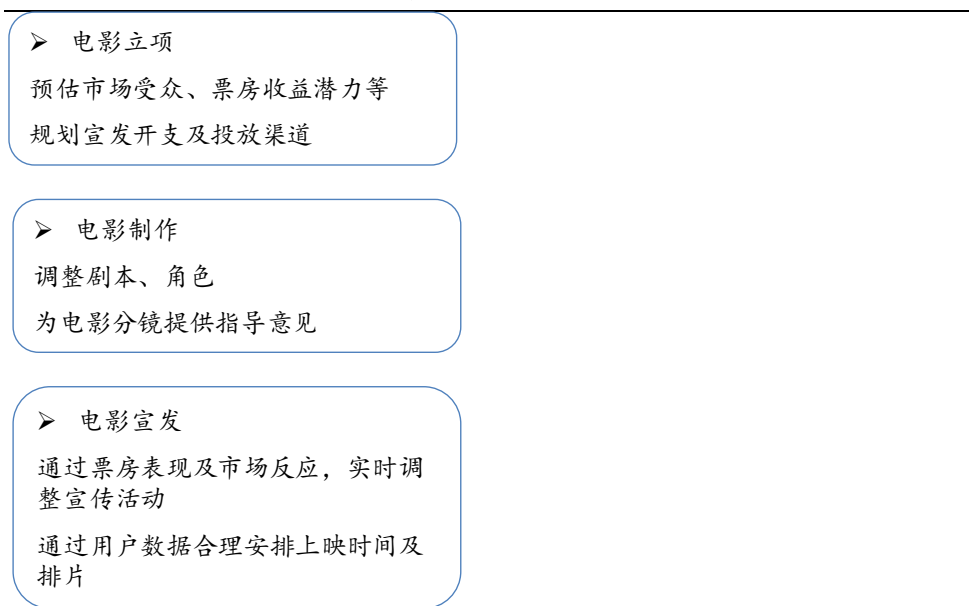 ➢ 电影立项
预估市场受众、票房收益潜力等
规划宣发开支及投放渠道
➢ 电影制作
调整剧本、角色
为电影分镜提供指导意见
➢ 电影宣发
通过票房表现及市场反应，实时调
整宣传活动
通过用户数据合理安排上映时间及
排片